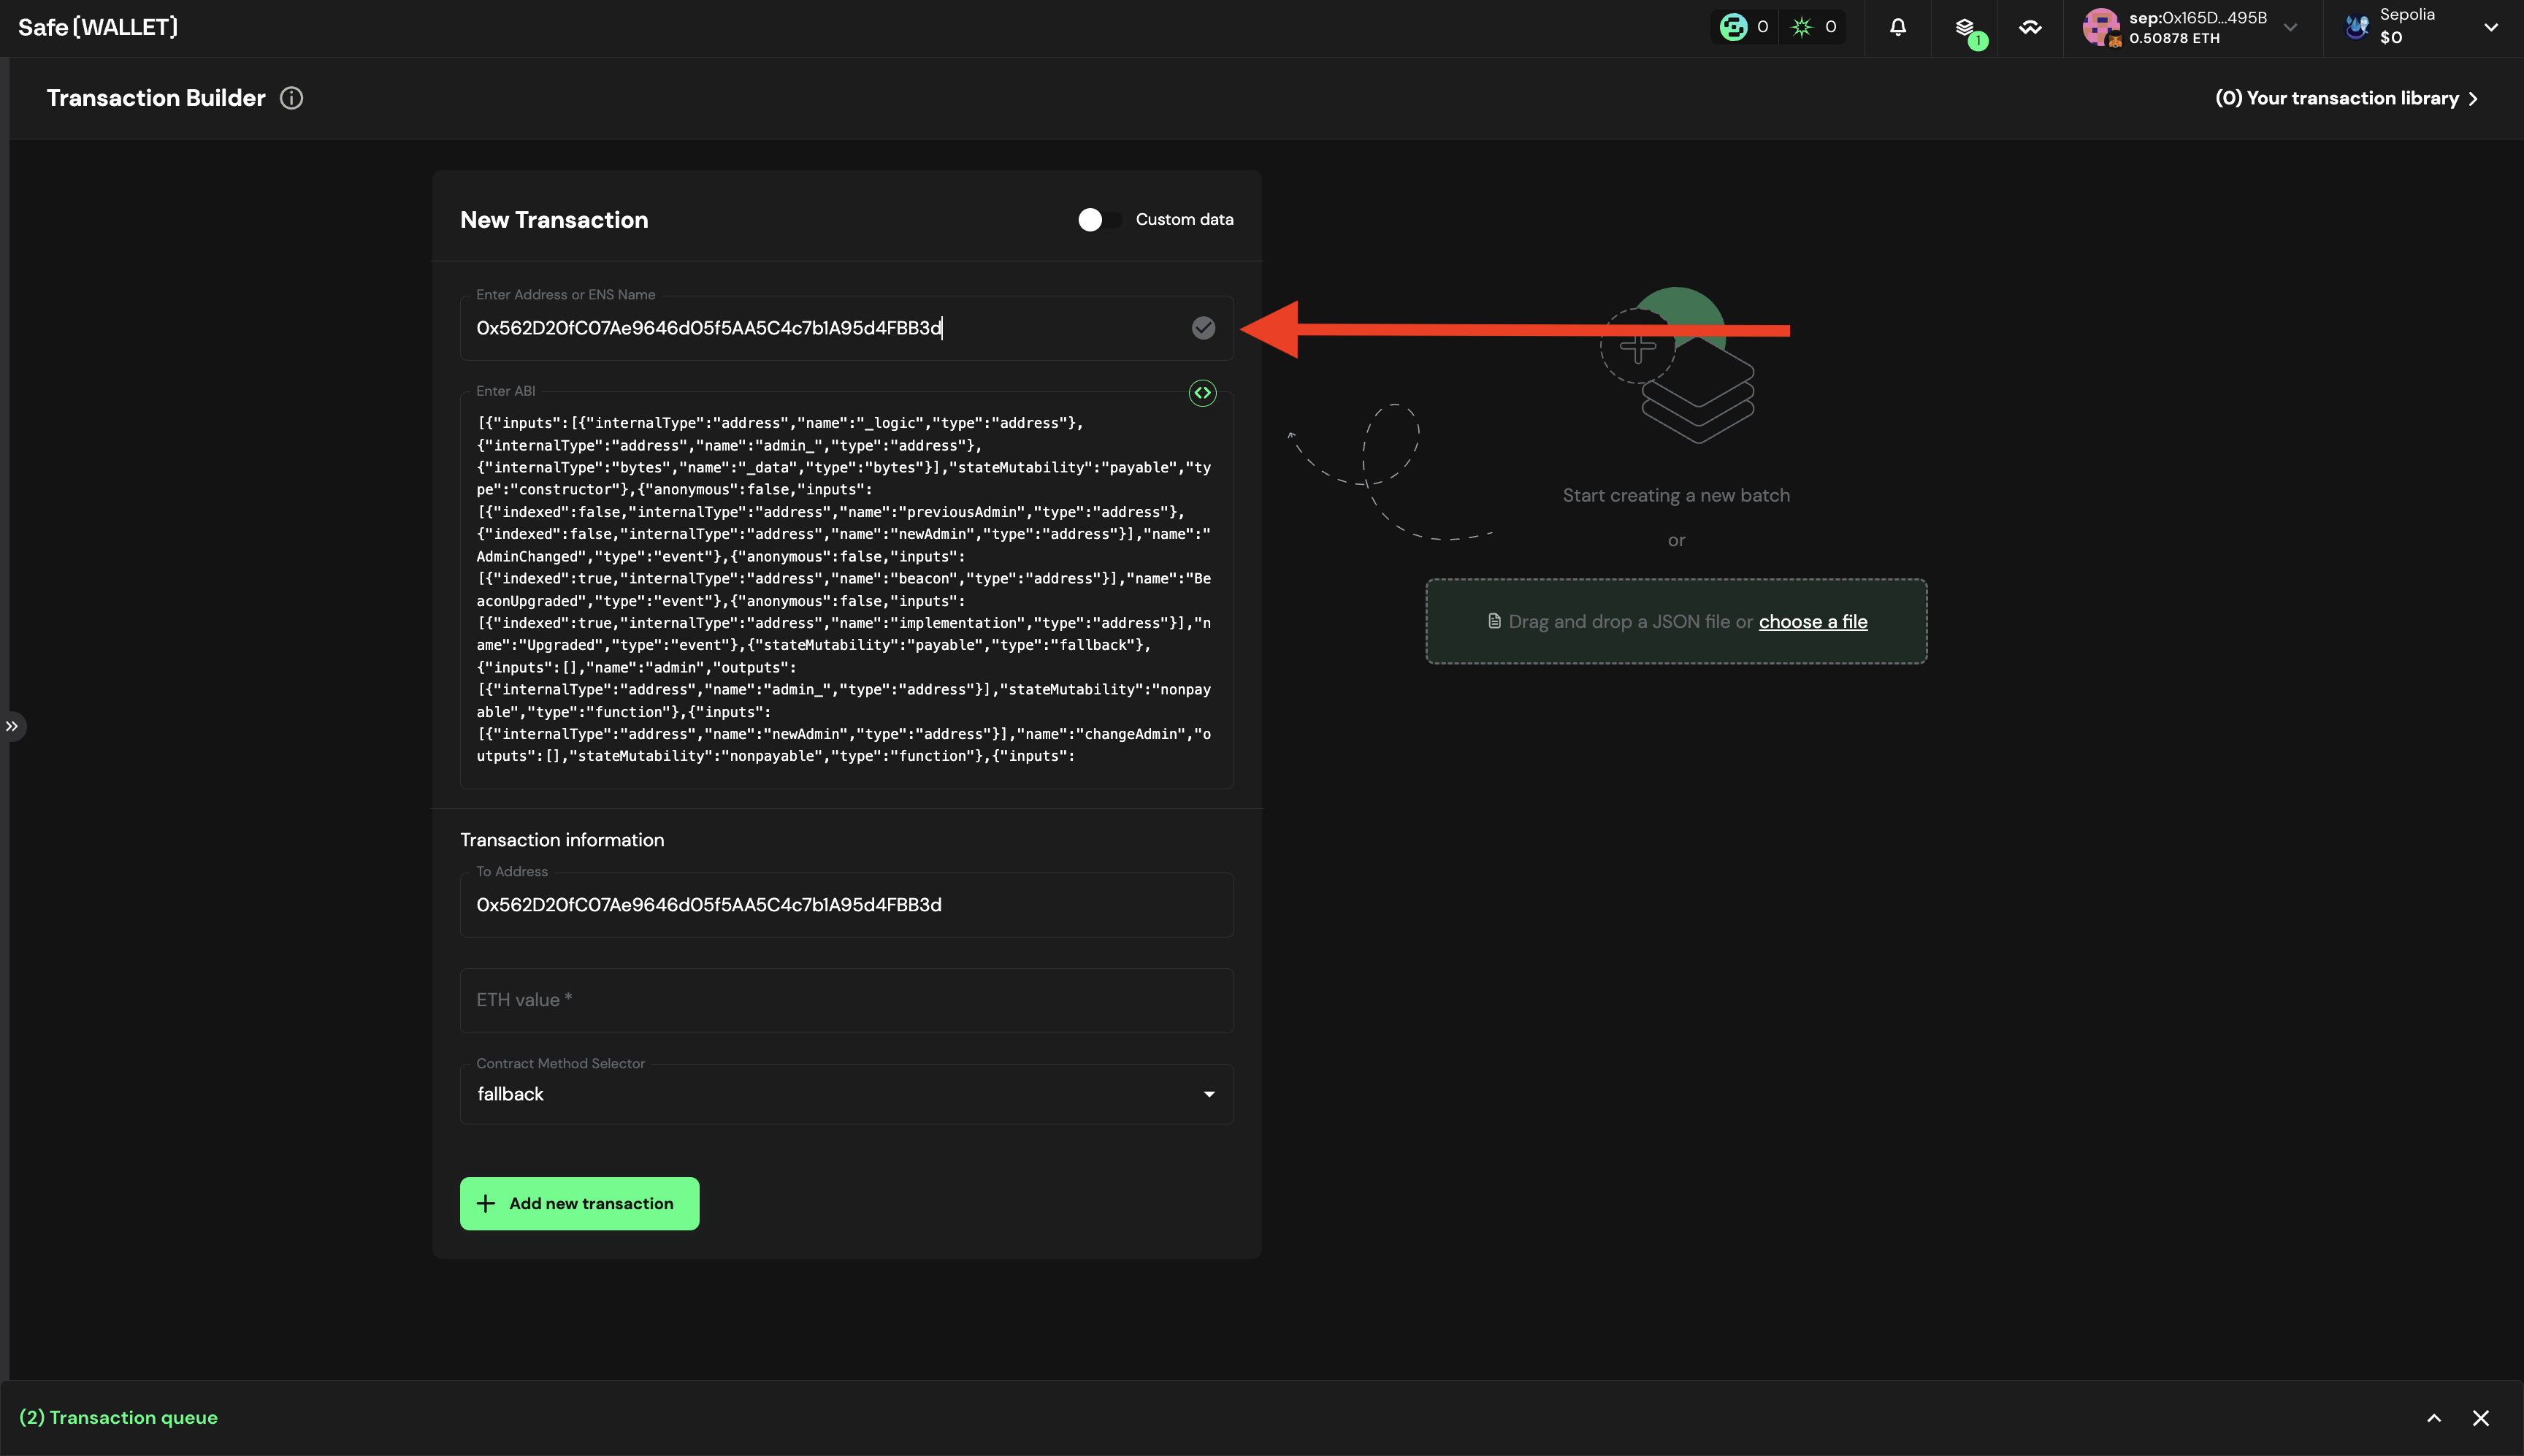 Safe{WALLET}
0
0
1
sep:0x165D...495B
0.50878 ETH
Sepolia
$0
Transaction Builder
(0) Your transaction library
New Transaction
Custom data
Enter Address or ENS Name
0x562D20fC07Ae9646d05f5AA5C4c7b1A95d4FBB3d
Enter ABI
[{"inputs":[{"internalType":"address","name":"_logic","type":"address"},
{"internalType":"address","name":"admin_","type":"address"},
{"internalType":"bytes","name":"_data","type":"bytes"}],"stateMutability":"payable","ty
pe":"constructor"},{"anonymous":false,"inputs":
[{"indexed":false,"internalType":"address","name":"previousAdmin","type":"address"},
{"indexed":false,"internalType":"address","name":"newAdmin","type":"address"}],"name":"
AdminChanged","type":"event"},{"anonymous":false,"inputs":
[{"indexed":true,"internalType":"address","name":"beacon","type":"address"}],"name":"Be
aconUpgraded","type":"event"},{"anonymous":false,"inputs":
[{"indexed":true,"internalType":"address","name":"implementation","type":"address"}],"n
ame":"Upgraded","type":"event"},{"stateMutability":"payable","type":"fallback"},
{"inputs":[],"name":"admin","outputs":
[{"internalType":"address","name":"admin_","type":"address"}],"stateMutability":"nonpay
able","type":"function"},{"inputs":
[{"internalType":"address","name":"newAdmin","type":"address"}],"name":"changeAdmin","o
utputs":[],"stateMutability":"nonpayable","type":"function"},{"inputs":
Transaction information
To Address
0x562D20fC07Ae9646d05f5AA5C4c7b1A95d4FBB3d
ETH value *
Contract Method Selector
fallback
Add new transaction
Start creating a new batch
or
Drag and drop a JSON file or choose a file
(2) Transaction queue